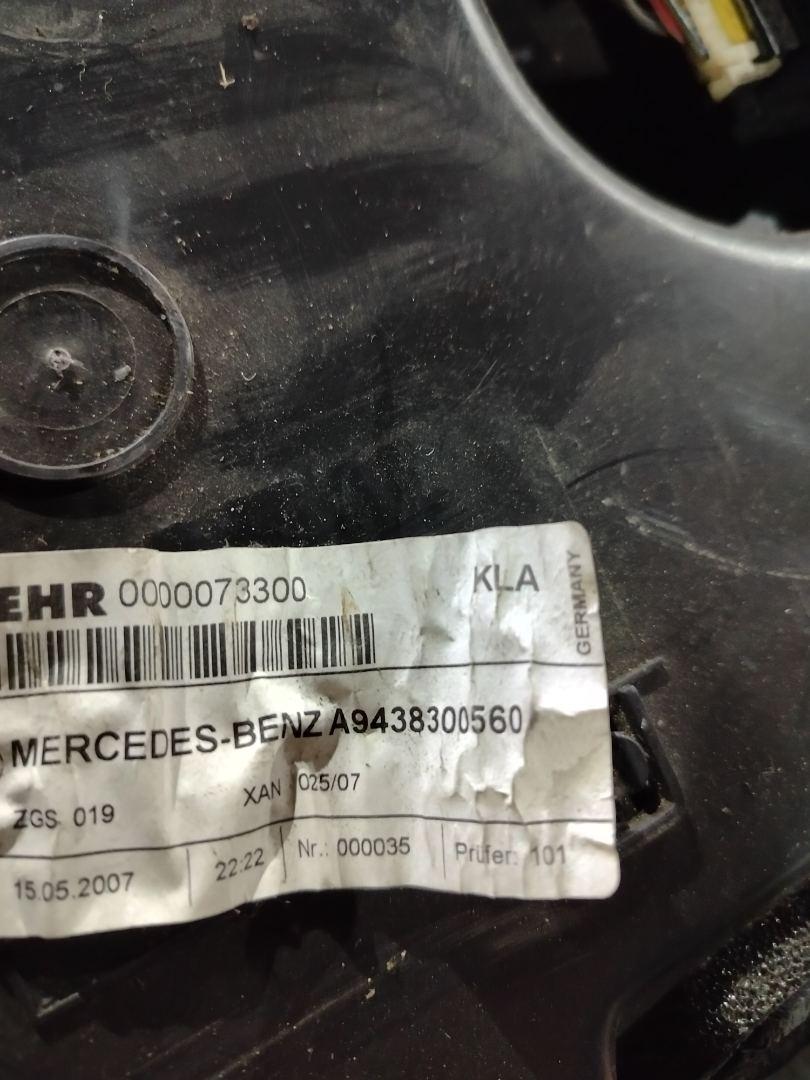 EHR 0000073300 KLA
GERMANY
MERCEDES-BENZ A9438300560
ZGS 019 XAN 025/07
15.05.2007 22:22 Nr.: 000035 Prüfer: 101